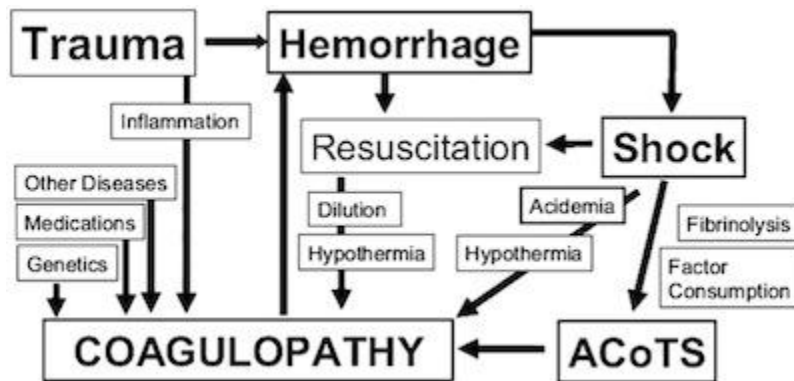 Trauma
Hemorrhage
Inflammation
Resuscitation
Shock
Other Diseases
Dilution
Acidemia
Medications
Fibrinolysis
Genetics
Hypothermia
Hypothermia
Factor
Consumption
COAGULOPATHY
ACoTS